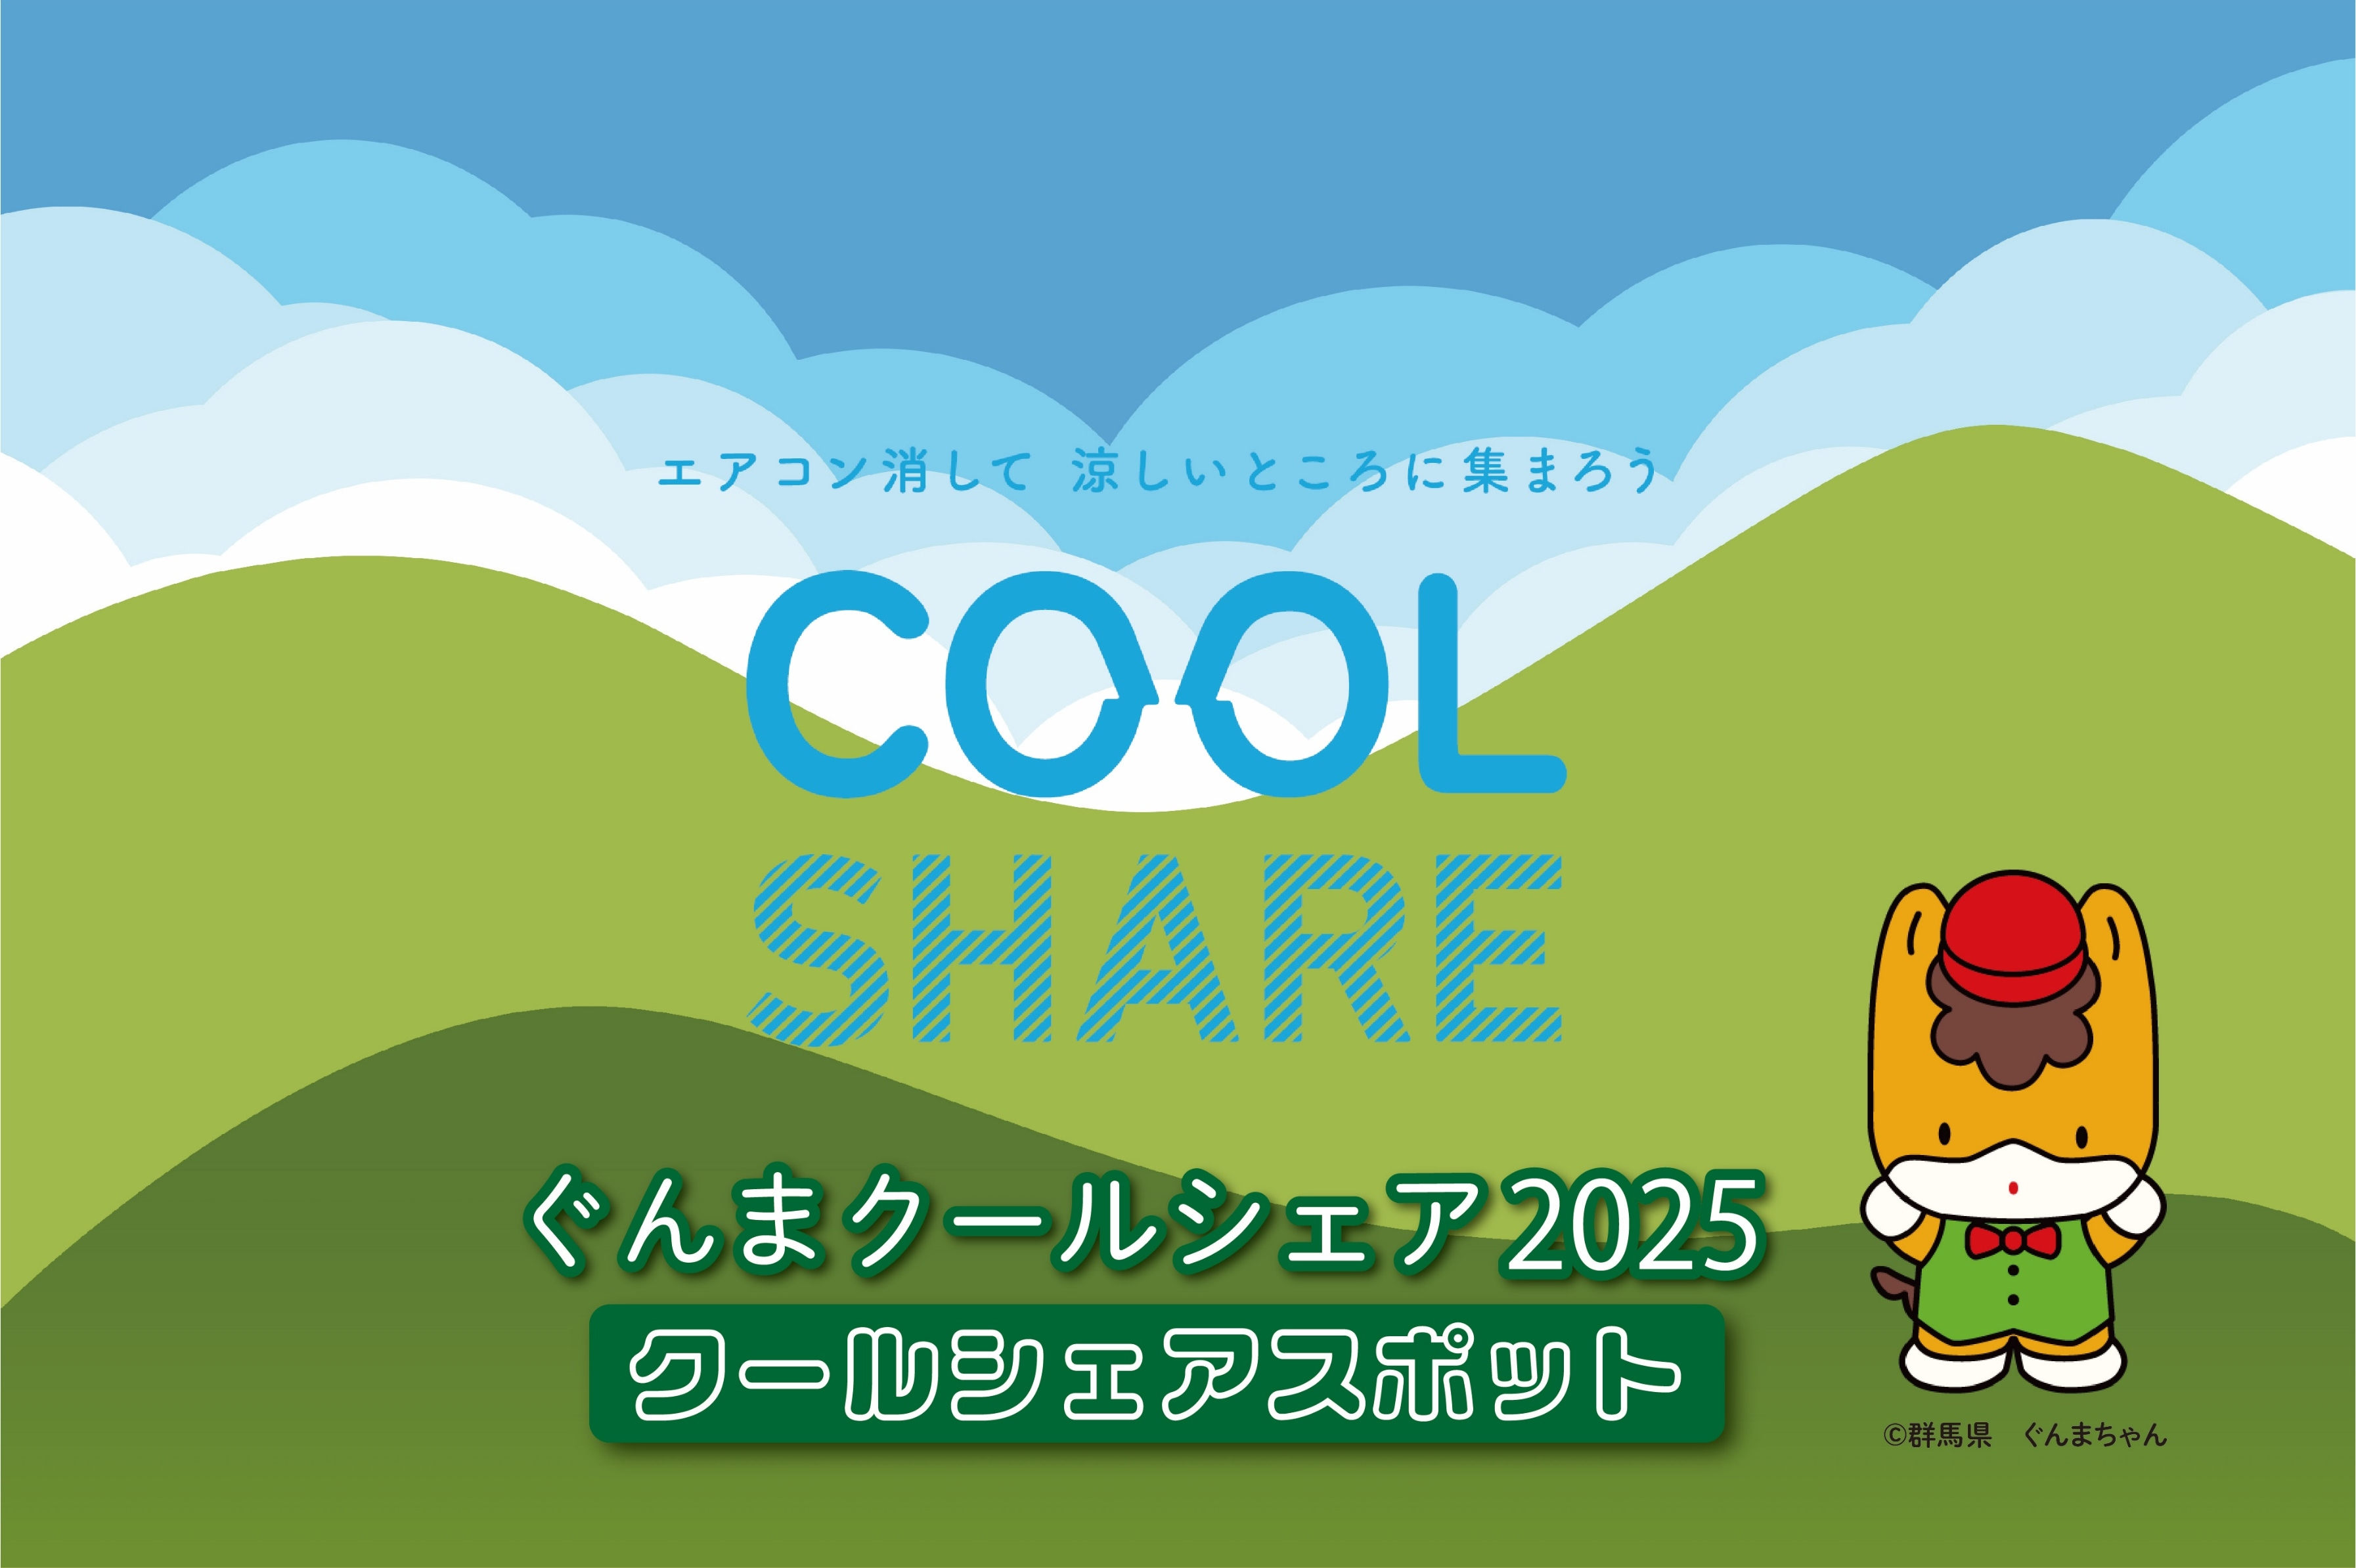 エアコン消して 涼しいところに集まろう
COOL
SHARE
ぐんまクールシェア2025
クールシェアスポット
©群馬県 ぐんまちゃん